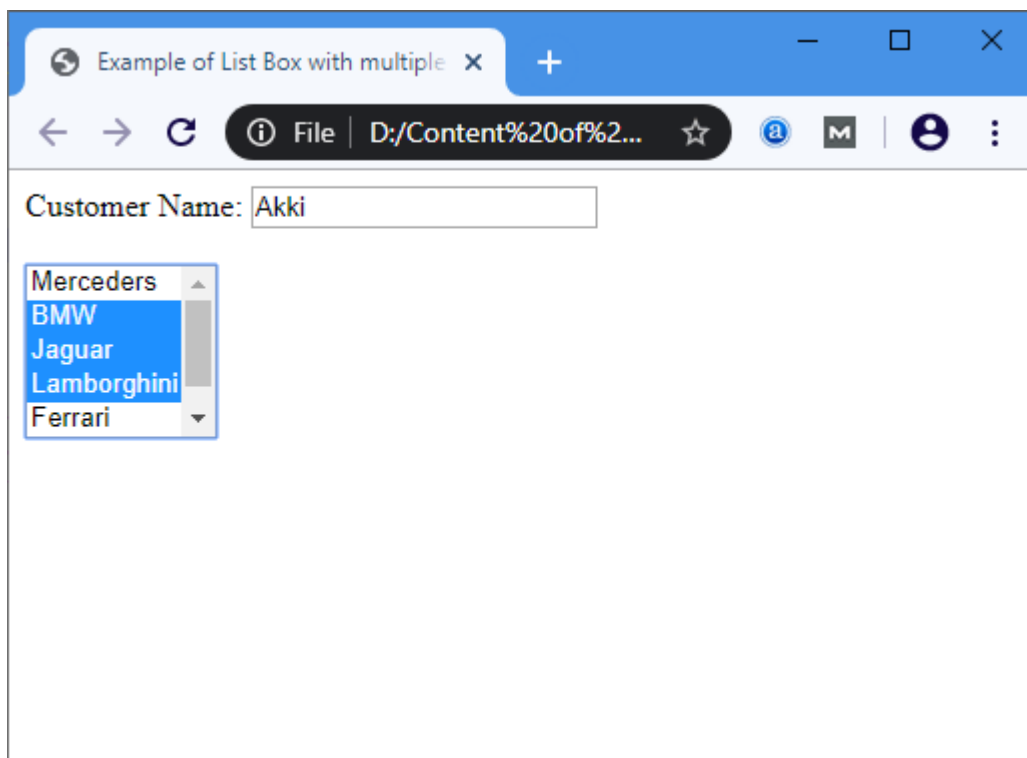 Example of List Box with multiple
File D:/Content%20of%2...
Customer Name: Akki
Merceders
BMW
Jaguar
Lamborghini
Ferrari